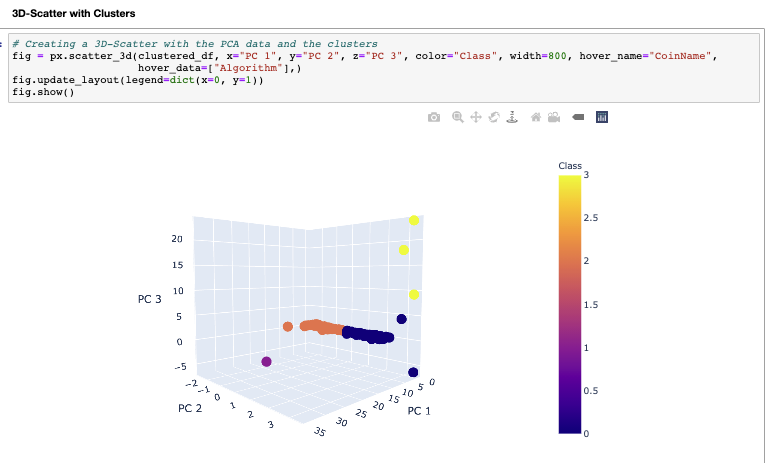 3D-Scatter with Clusters
# Creating a 3D-Scatter with the PCA data and the clusters
fig = px.scatter_3d(clustered_df, x="PC 1", y="PC 2", z="PC 3", color="Class", width=800, hover_name="CoinName",
hover_data=["Algorithm"],)
fig.update_layout(legend=dict(x=0, y=1))
fig.show()
Class
3
2.5
2
1.5
1
0.5
0
20
15
10
5
0
−5
PC 3
−2
−1
0
1
2
3
PC 2
35
30
25
20
15
10
5
0
PC 1